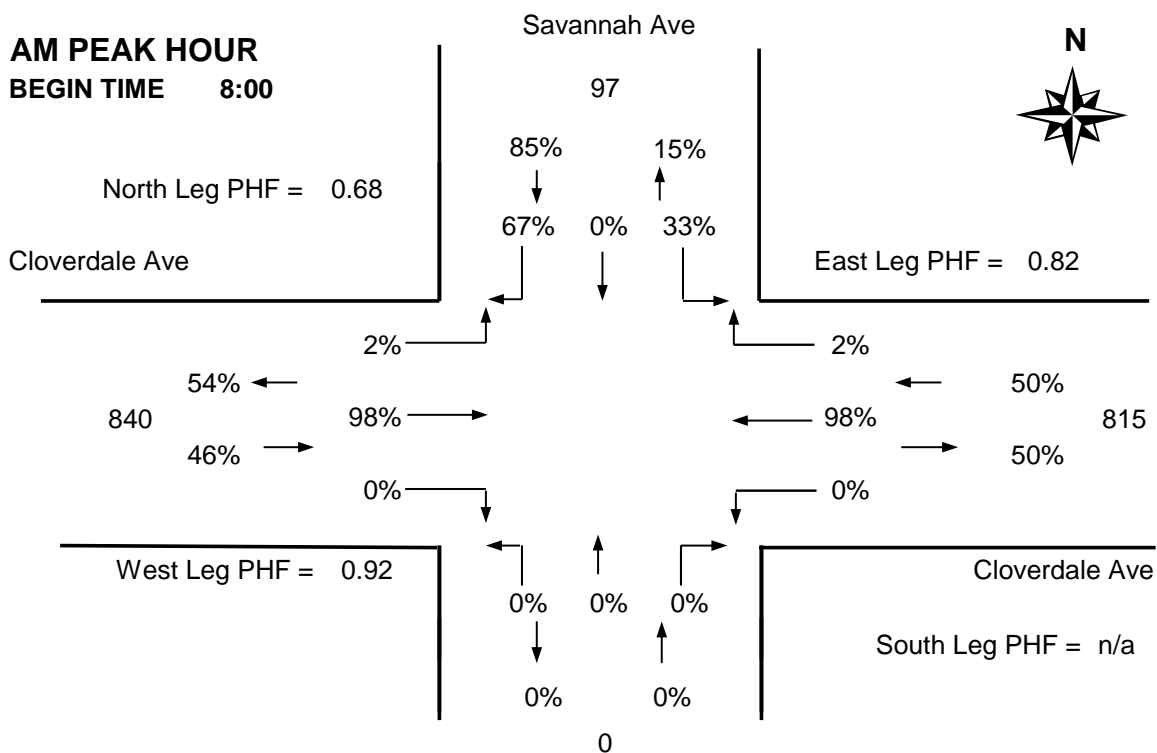 Savannah Ave
AM PEAK HOUR
N
BEGIN TIME 8:00
97
85% 15%
North Leg PHF = 0.68
67% 0% 33%
Cloverdale Ave
East Leg PHF = 0.82
2% 2%
54% 50%
840 98% 98% 815
46% 50%
0% 0%
West Leg PHF = 0.92
Cloverdale Ave
0% 0% 0%
South Leg PHF = n/a
0% 0%
0